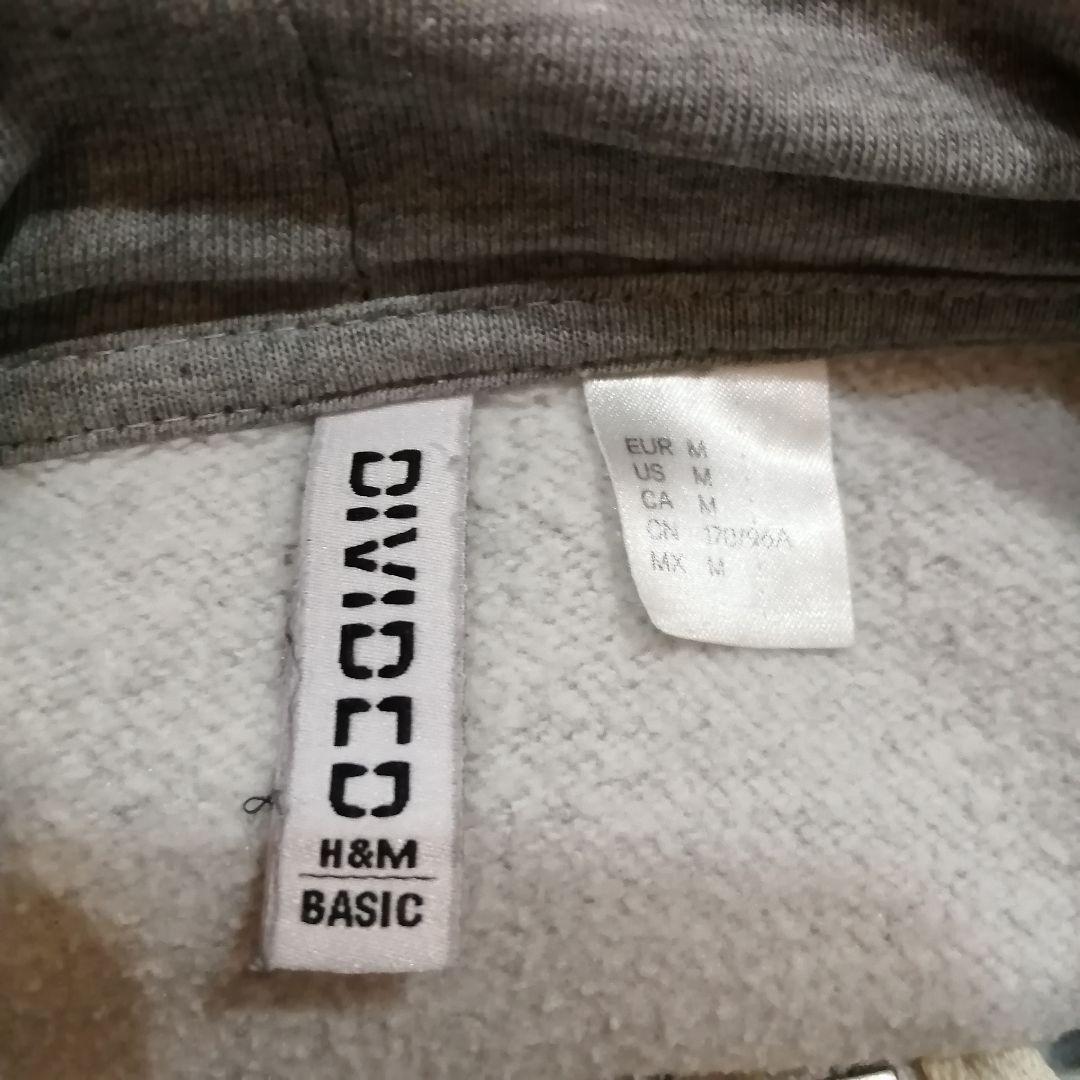 DIVIDED
H&M
BASIC
EUR M
US M
CA M
CN 170/96A
MX M